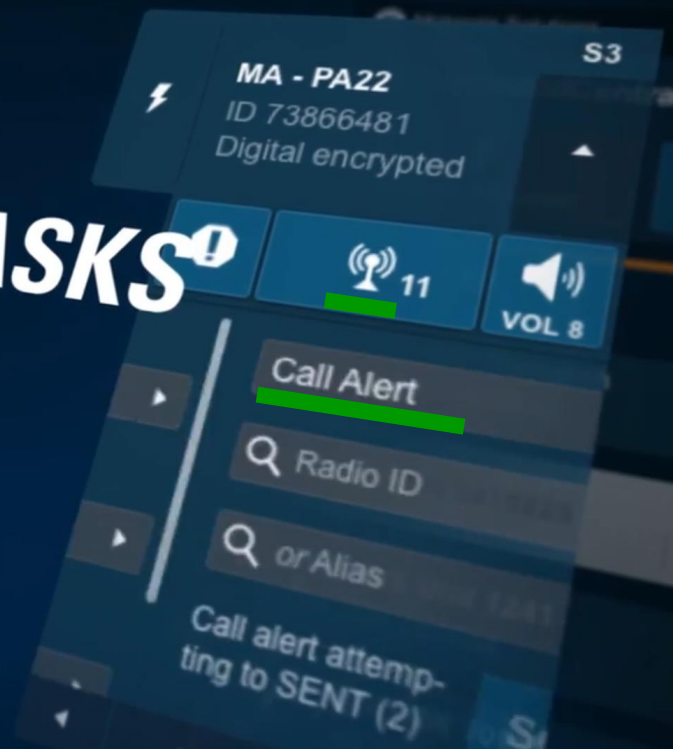 S3
MA - PA22
ID 73866481
Digital encrypted
ASKS
11
VOL 8
Call Alert
Radio ID
or Alias
Call alert attemp-
ting to SENT (2)